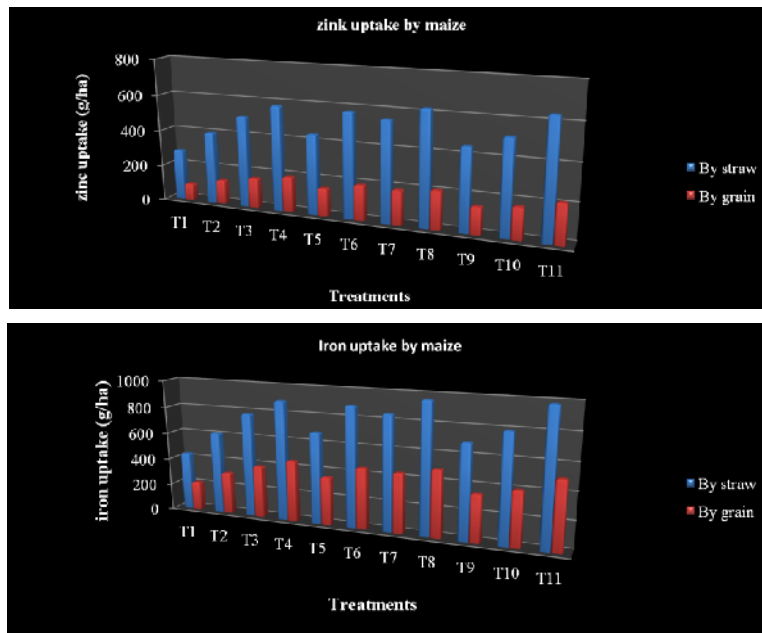 zink uptake by maize
zinc uptake (g/ha)
800
600
400
200
0
T1 T2 T3 T4 T5 T6 T7 T8 T9 T10 T11
Treatments
By straw
By grain
Iron uptake by maize
iron uptake (g/ha)
1000
800
600
400
200
0
T1 T2 T3 T4 T5 T6 T7 T8 T9 T10 T11
Treatments
By straw
By grain